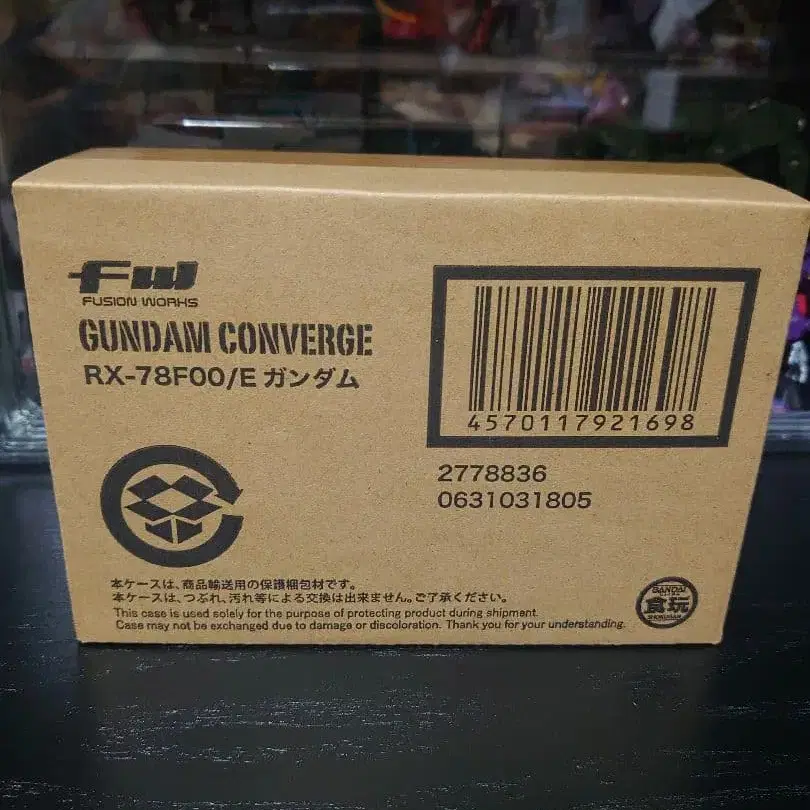 FW
FUSION WORKS
GUNDAM CONVERGE
RX-78F00/E ガンダム
4570117921698
2778836
0631031805
本ケースは、商品輸送用の保護梱包材です。
本ケースは、つぶれ、汚れ等による交換は出来ません。ご了承ください。
This case is used solely for the purpose of protecting product during shipment.
Case may not be exchanged due to damage or discoloration. Thank you for your understanding.
BANDAI
食玩
SHOKUGAN